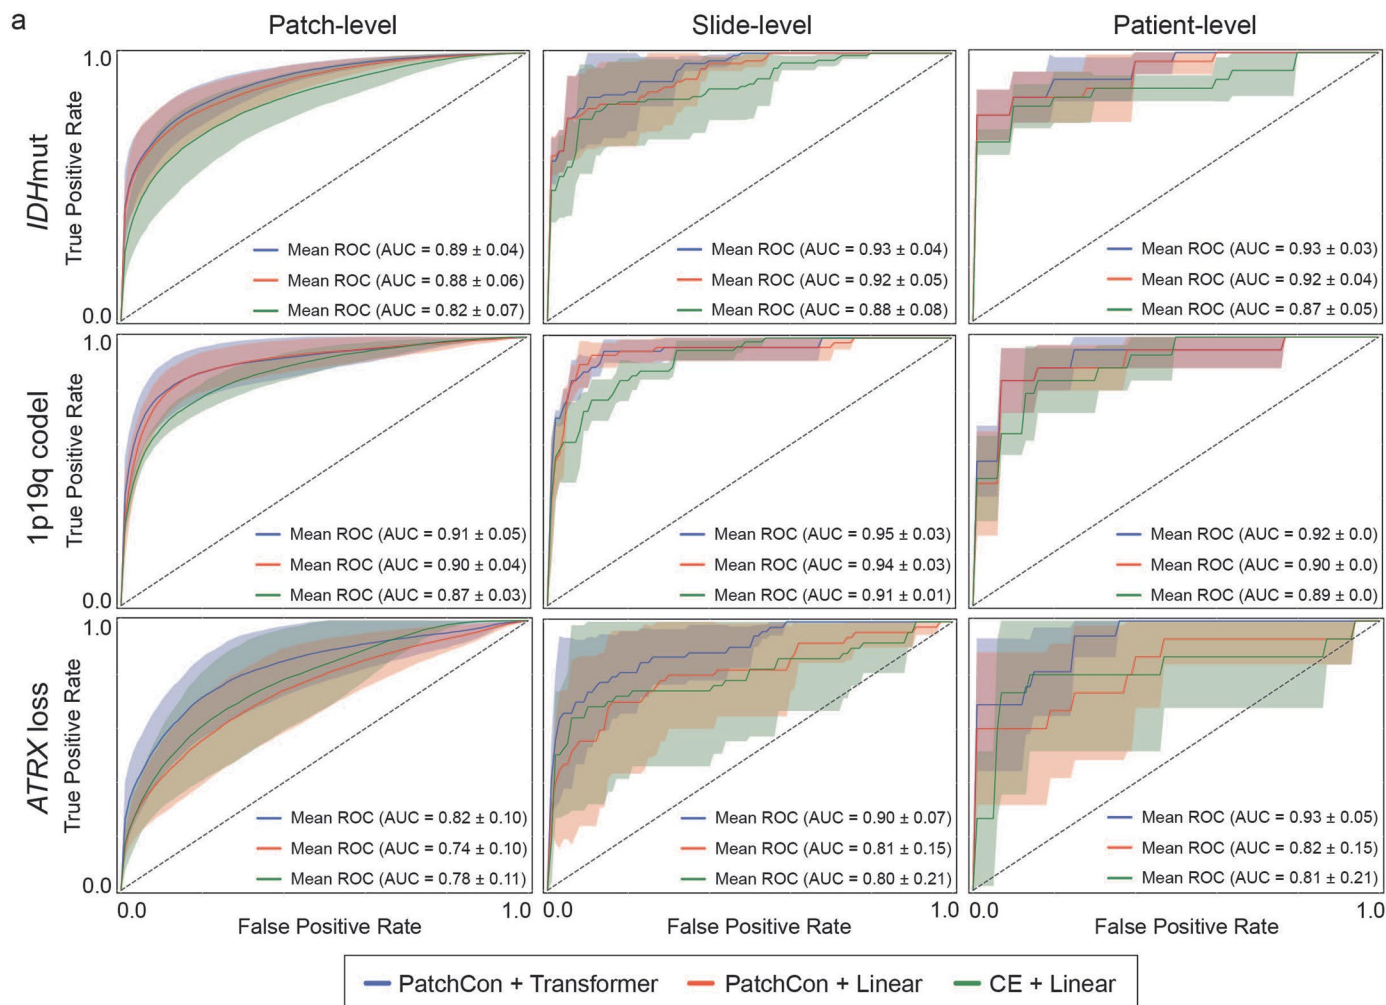 a
Patch-level
Slide-level
Patient-level
IDHmut
True Positive Rate
1.0
0.0
Mean ROC (AUC = 0.89 ± 0.04)
Mean ROC (AUC = 0.88 ± 0.06)
Mean ROC (AUC = 0.82 ± 0.07)
Mean ROC (AUC = 0.93 ± 0.04)
Mean ROC (AUC = 0.92 ± 0.05)
Mean ROC (AUC = 0.88 ± 0.08)
Mean ROC (AUC = 0.93 ± 0.03)
Mean ROC (AUC = 0.92 ± 0.04)
Mean ROC (AUC = 0.87 ± 0.05)
1p19q codel
True Positive Rate
1.0
0.0
Mean ROC (AUC = 0.91 ± 0.05)
Mean ROC (AUC = 0.90 ± 0.04)
Mean ROC (AUC = 0.87 ± 0.03)
Mean ROC (AUC = 0.95 ± 0.03)
Mean ROC (AUC = 0.94 ± 0.03)
Mean ROC (AUC = 0.91 ± 0.01)
Mean ROC (AUC = 0.92 ± 0.0)
Mean ROC (AUC = 0.90 ± 0.0)
Mean ROC (AUC = 0.89 ± 0.0)
ATRX loss
True Positive Rate
1.0
0.0
Mean ROC (AUC = 0.82 ± 0.10)
Mean ROC (AUC = 0.74 ± 0.10)
Mean ROC (AUC = 0.78 ± 0.11)
Mean ROC (AUC = 0.90 ± 0.07)
Mean ROC (AUC = 0.81 ± 0.15)
Mean ROC (AUC = 0.80 ± 0.21)
Mean ROC (AUC = 0.93 ± 0.05)
Mean ROC (AUC = 0.82 ± 0.15)
Mean ROC (AUC = 0.81 ± 0.21)
0.0 1.0
0.0 1.0
0.0 1.0
False Positive Rate
False Positive Rate
False Positive Rate
PatchCon + Transformer
PatchCon + Linear
CE + Linear